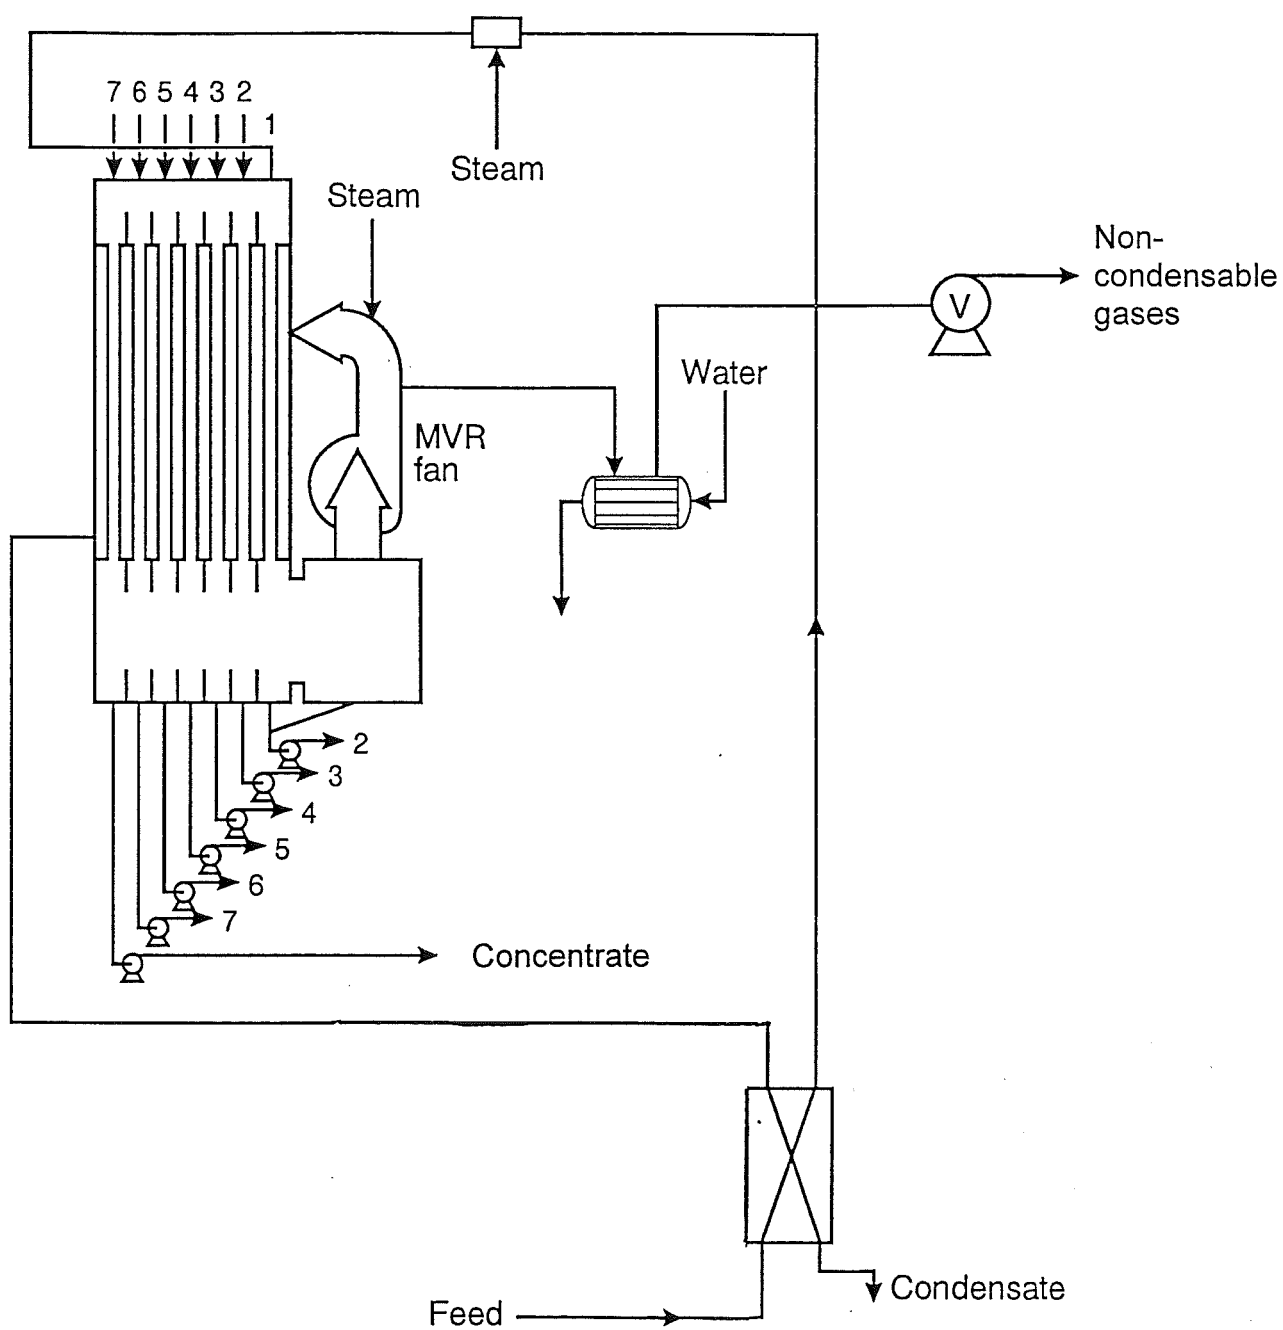 7 6 5 4 3 2
1
Steam
Steam
Non-
condensable
gases
V
Water
MVR
fan
2
3
4
5
6
7
Concentrate
Condensate
Feed